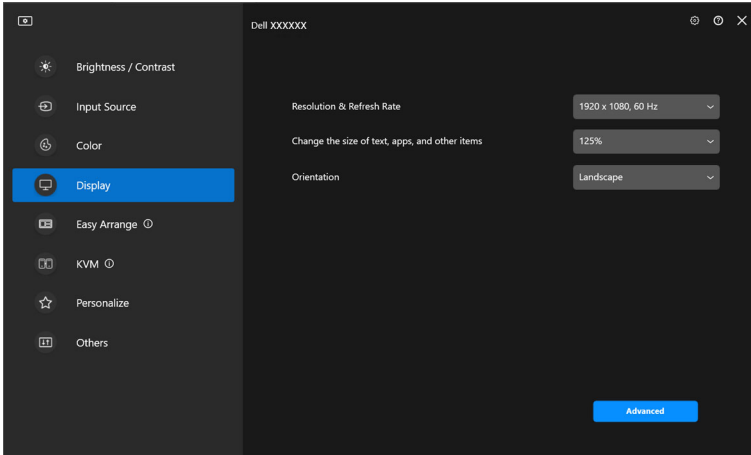 Dell XXXXXX
Brightness / Contrast
Input Source
Color
Display
Easy Arrange
KVM
Personalize
Others
Resolution & Refresh Rate
1920 x 1080, 60 Hz
Change the size of text, apps, and other items
125%
Orientation
Landscape
Advanced